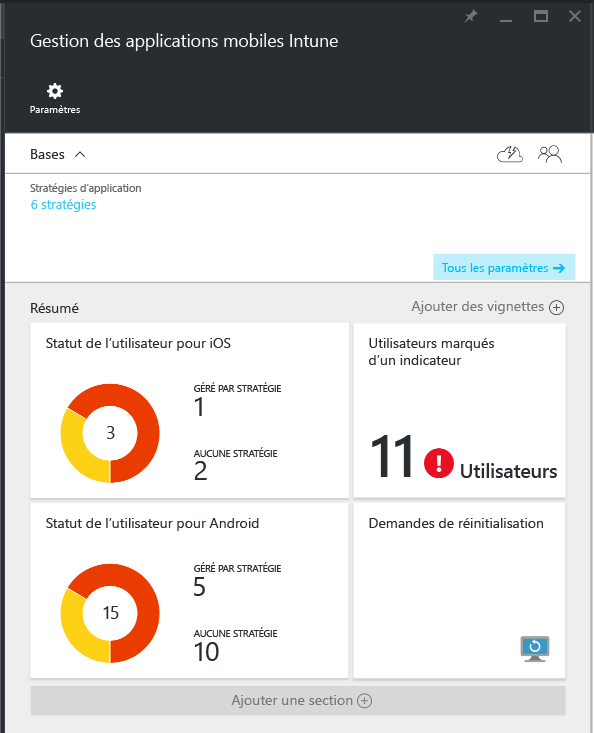 Gestion des applications mobiles Intune
Paramètres
Bases
Stratégies d’application
6 stratégies
Tous les paramètres
Résumé
Ajouter des vignettes
Statut de l’utilisateur pour iOS
3
GÉRÉ PAR STRATÉGIE
1
AUCUNE STRATÉGIE
2
Utilisateurs marqués
d’un indicateur
11 Utilisateurs
Statut de l’utilisateur pour Android
15
GÉRÉ PAR STRATÉGIE
5
AUCUNE STRATÉGIE
10
Demandes de réinitialisation
Ajouter une section